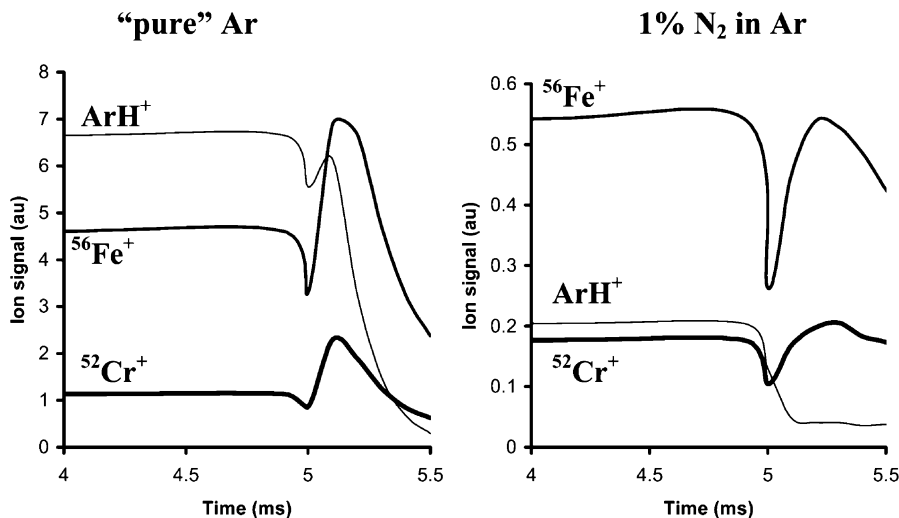 “pure” Ar
8
7
6
5
4
3
2
1
0
Ion signal (au)
ArH⁺
⁵⁶Fe⁺
⁵²Cr⁺
4
4.5
5
5.5
Time (ms)
1% N₂ in Ar
0.6
0.5
0.4
0.3
0.2
0.1
0
Ion signal (au)
⁵⁶Fe⁺
ArH⁺
⁵²Cr⁺
4
4.5
5
5.5
Time (ms)